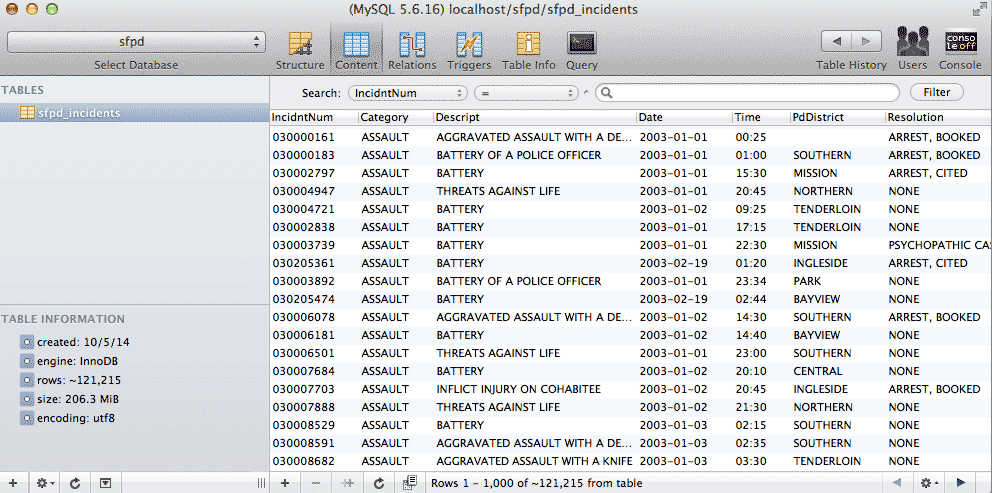 (MySQL 5.6.16) localhost/sfpd/sfpd_incidents
sfpd
Select Database
Structure Content Relations Triggers Table Info Query
Table History Users Console
conso
le off
TABLES
sfpd_incidents
Search: IncidntNum = Filter
IncidntNum Category Descript Date Time PdDistrict Resolution
030000161 ASSAULT AGGRAVATED ASSAULT WITH A DE... 2003-01-01 00:25 ARREST, BOOKED
030000183 ASSAULT BATTERY OF A POLICE OFFICER 2003-01-01 01:00 SOUTHERN ARREST, BOOKED
030002797 ASSAULT BATTERY 2003-01-01 15:30 MISSION ARREST, CITED
030004947 ASSAULT THREATS AGAINST LIFE 2003-01-01 20:45 NORTHERN NONE
030004721 ASSAULT BATTERY 2003-01-02 09:25 TENDERLOIN NONE
030002838 ASSAULT BATTERY 2003-01-01 17:15 TENDERLOIN NONE
030003739 ASSAULT BATTERY 2003-01-01 22:30 MISSION PSYCHOPATHIC CAS
030205361 ASSAULT BATTERY 2003-02-19 01:20 INGLESIDE ARREST, CITED
030003892 ASSAULT BATTERY OF A POLICE OFFICER 2003-01-01 23:34 PARK NONE
030205474 ASSAULT BATTERY 2003-02-19 02:44 BAYVIEW NONE
030006078 ASSAULT AGGRAVATED ASSAULT WITH A DE... 2003-01-02 14:30 SOUTHERN ARREST, BOOKED
030006181 ASSAULT BATTERY 2003-01-02 14:40 BAYVIEW NONE
030006501 ASSAULT THREATS AGAINST LIFE 2003-01-01 23:00 SOUTHERN NONE
030007684 ASSAULT BATTERY 2003-01-02 20:10 CENTRAL NONE
030007703 ASSAULT INFLICT INJURY ON COHABITEE 2003-01-02 20:45 INGLESIDE ARREST, BOOKED
030007888 ASSAULT THREATS AGAINST LIFE 2003-01-02 21:30 NORTHERN NONE
030008529 ASSAULT BATTERY 2003-01-03 02:15 SOUTHERN NONE
030008591 ASSAULT AGGRAVATED ASSAULT WITH A DE... 2003-01-03 02:35 SOUTHERN NONE
030008682 ASSAULT AGGRAVATED ASSAULT WITH A KNIFE 2003-01-03 03:30 TENDERLOIN NONE
TABLE INFORMATION
created: 10/5/14
engine: InnoDB
rows: ~121,215
size: 206.3 MiB
encoding: utf8
Rows 1 - 1,000 of ~121,215 from table